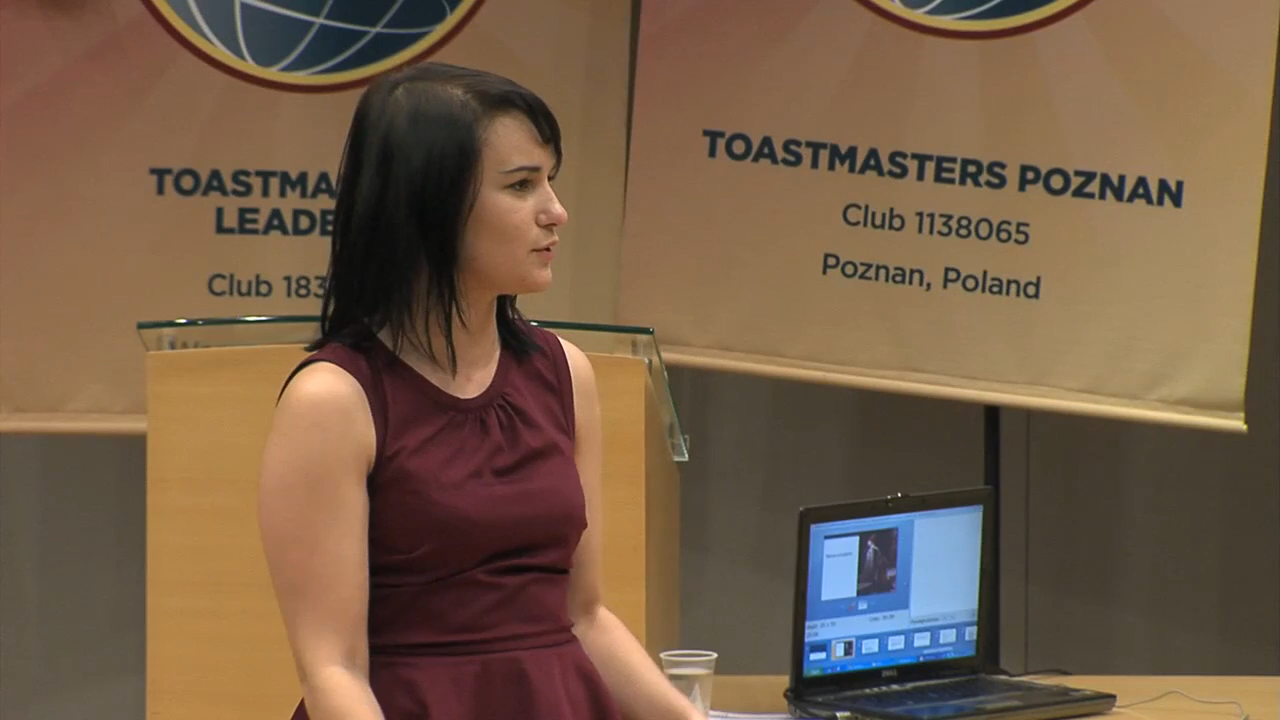 TOASTMA
LEADE
Club 183
TOASTMASTERS POZNAN
Club 1138065
Poznan, Poland
DELL